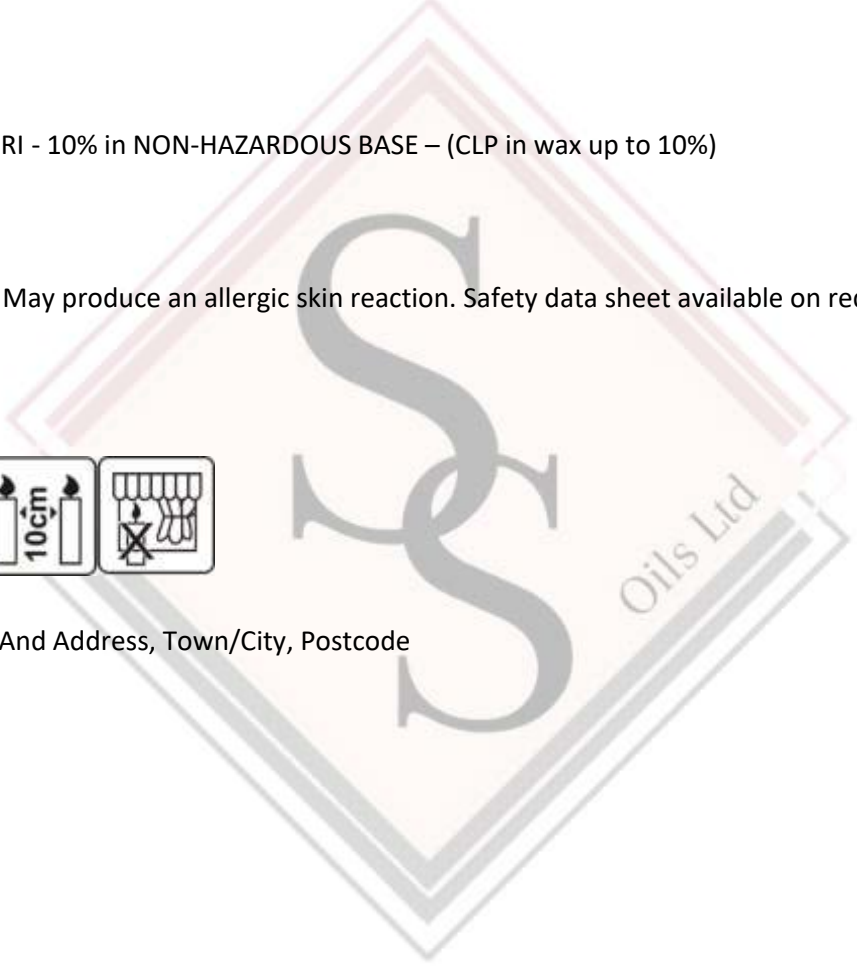 RI - 10% in NON-HAZARDOUS BASE – (CLP in wax up to 10%)
May produce an allergic skin reaction. Safety data sheet available on rec
10cm
And Address, Town/City, Postcode
S
S
Oils Ltd